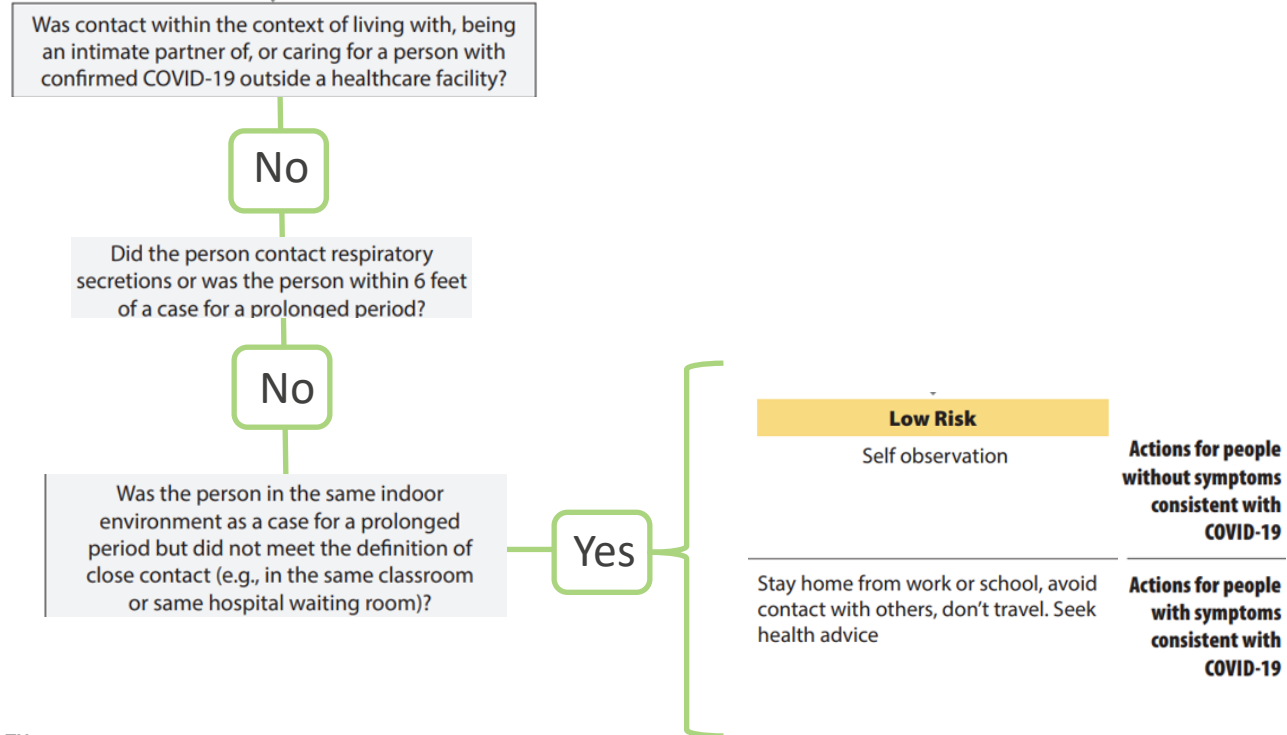 Was contact within the context of living with, being
an intimate partner of, or caring for a person with
confirmed COVID-19 outside a healthcare facility?
No
Did the person contact respiratory
secretions or was the person within 6 feet
of a case for a prolonged period?
No
Was the person in the same indoor
environment as a case for a prolonged
period but did not meet the definition of
close contact (e.g., in the same classroom
or same hospital waiting room)?
Yes
Low Risk
Self observation
Actions for people
without symptoms
consistent with
COVID-19
Stay home from work or school, avoid
contact with others, don't travel. Seek
health advice
Actions for people
with symptoms
consistent with
COVID-19